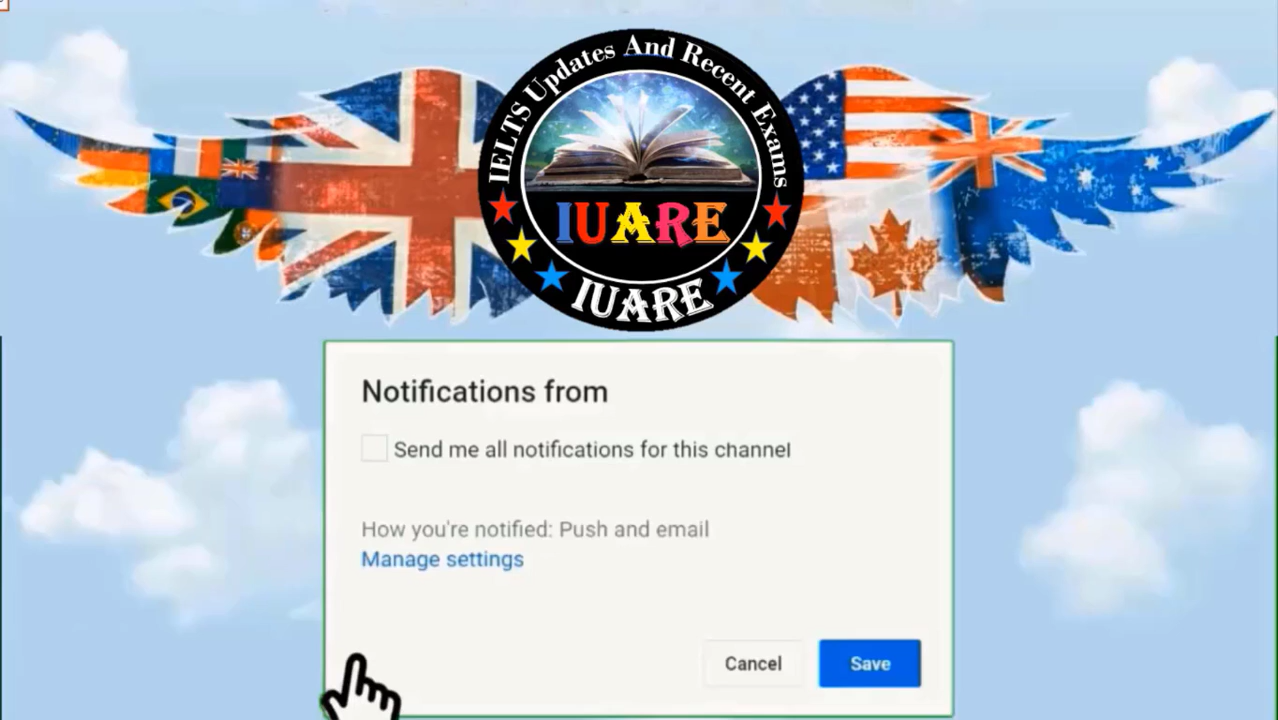 IELTS Updates And Recent Exams
IUARE
IUARE
Notifications from
Send me all notifications for this channel
How you're notified: Push and email
Manage settings
Cancel
Save